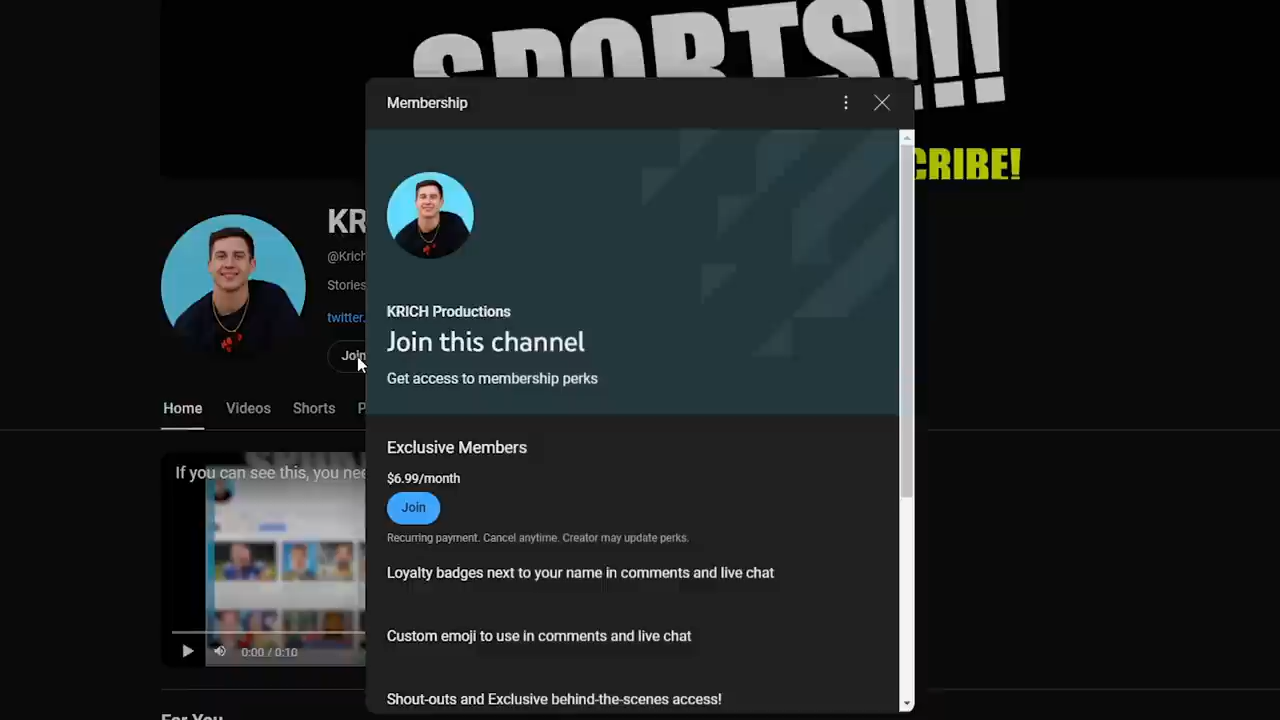 SPORTS!!!
CRIBE!
Membership
KR
@Krich
Stories
twitter.
Join
Home
Videos
Shorts
P
KRICH Productions
Join this channel
Get access to membership perks
Exclusive Members
$6.99/month
Join
Recurring payment. Cancel anytime. Creator may update perks.
Loyalty badges next to your name in comments and live chat
Custom emoji to use in comments and live chat
Shout-outs and Exclusive behind-the-scenes access!
If you can see this, you nee
0:00 / 0:10
For You